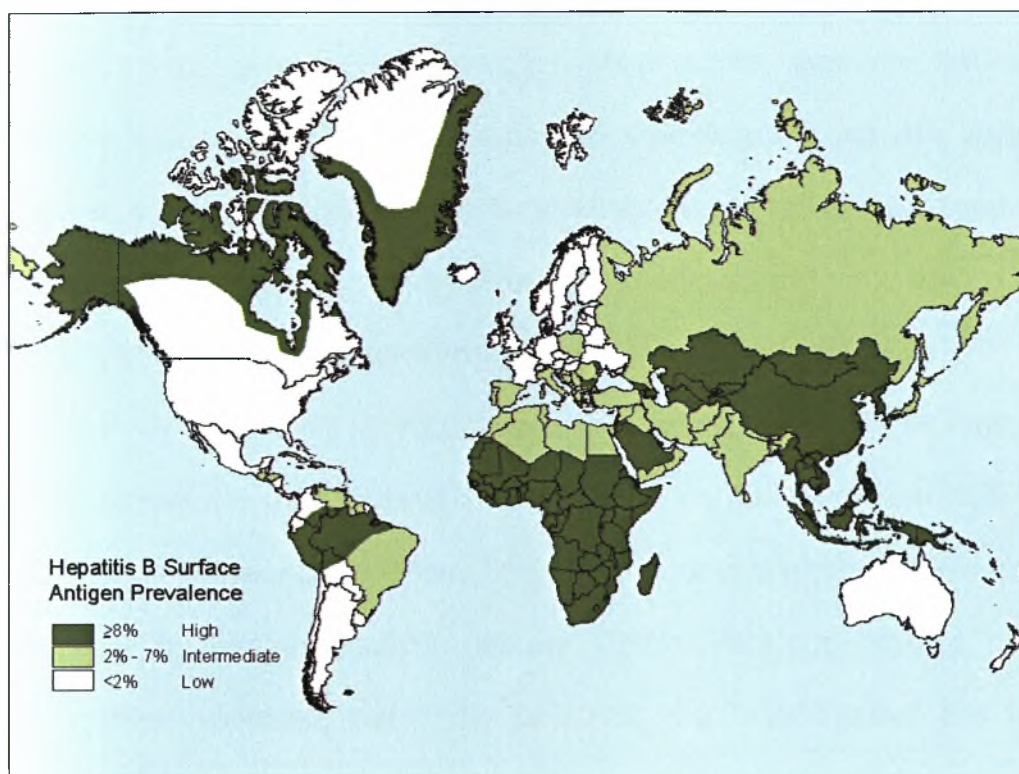 Hepatitis B Surface
Antigen Prevalence
≥8% High
2% - 7% Intermediate
<2% Low